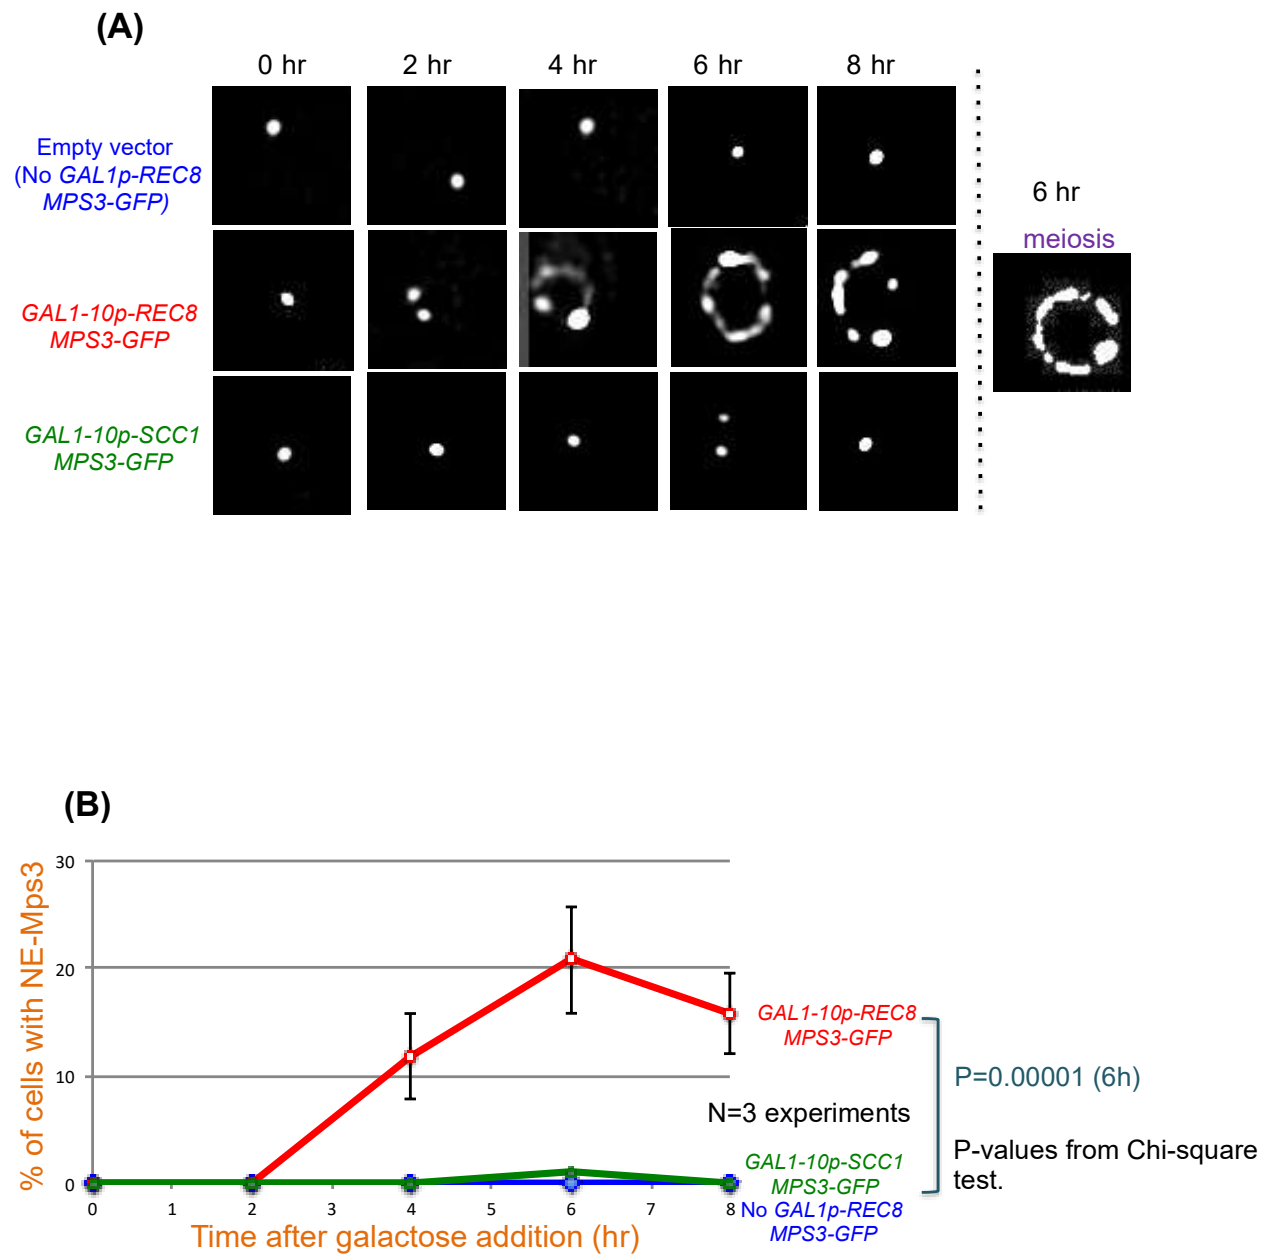 (A)
0 hr
2 hr
4 hr
6 hr
8 hr
Empty vector
(No GAL1p-REC8
MPS3-GFP)
GAL1-10p-REC8
MPS3-GFP
GAL1-10p-SCC1
MPS3-GFP
6 hr
meiosis
(B)
% of cells with NE-Mps3
30
20
10
0
0
1
2
3
4
5
6
7
8
Time after galactose addition (hr)
GAL1-10p-REC8
MPS3-GFP
N=3 experiments
GAL1-10p-SCC1
MPS3-GFP
No GAL1p-REC8
MPS3-GFP
P=0.00001 (6h)
P-values from Chi-square
test.